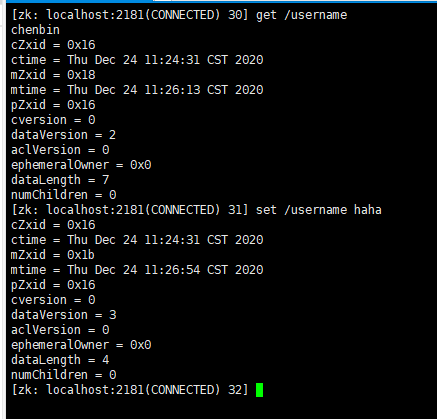 [zk: localhost:2181(CONNECTED) 30] get /username
chenbin
cZxid = 0x16
ctime = Thu Dec 24 11:24:31 CST 2020
mZxid = 0x18
mtime = Thu Dec 24 11:26:13 CST 2020
pZxid = 0x16
cversion = 0
dataVersion = 2
aclVersion = 0
ephemeralOwner = 0x0
dataLength = 7
numChildren = 0
[zk: localhost:2181(CONNECTED) 31] set /username haha
cZxid = 0x16
ctime = Thu Dec 24 11:24:31 CST 2020
mZxid = 0x1b
mtime = Thu Dec 24 11:26:54 CST 2020
pZxid = 0x16
cversion = 0
dataVersion = 3
aclVersion = 0
ephemeralOwner = 0x0
dataLength = 4
numChildren = 0
[zk: localhost:2181(CONNECTED) 32]